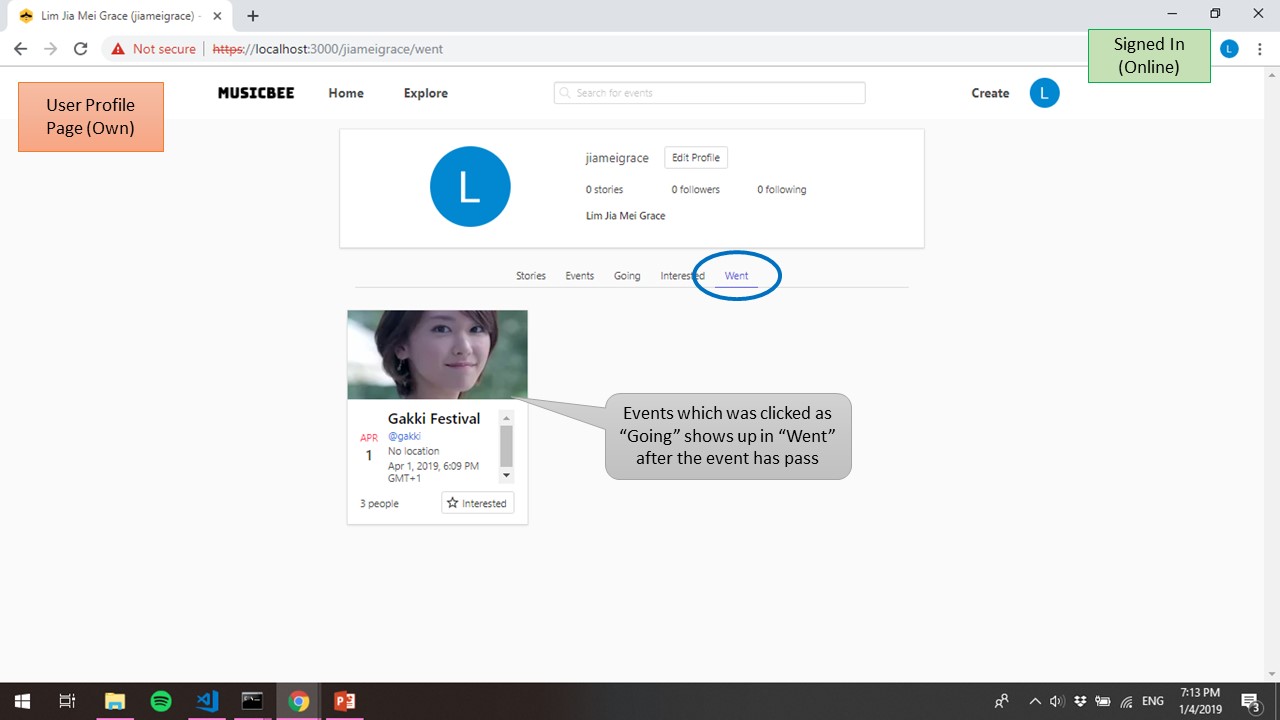 Lim Jia Mei Grace (jiameigrace) -
Not secure | https://localhost:3000/jiameigrace/went
L
Signed In
(Online)
User Profile
Page (Own)
MUSICBEE
Home
Explore
Search for events
Create
L
L
jiameigrace
Edit Profile
0 stories
0 followers
0 following
Lim Jia Mei Grace
Stories
Events
Going
Interested
Went
Gakki Festival
APR
1
@gakki
No location
Apr 1, 2019, 6:09 PM
GMT+1
3 people
Interested
Events which was clicked as
“Going” shows up in “Went”
after the event has pass
ENG
7:13 PM
1/4/2019
3